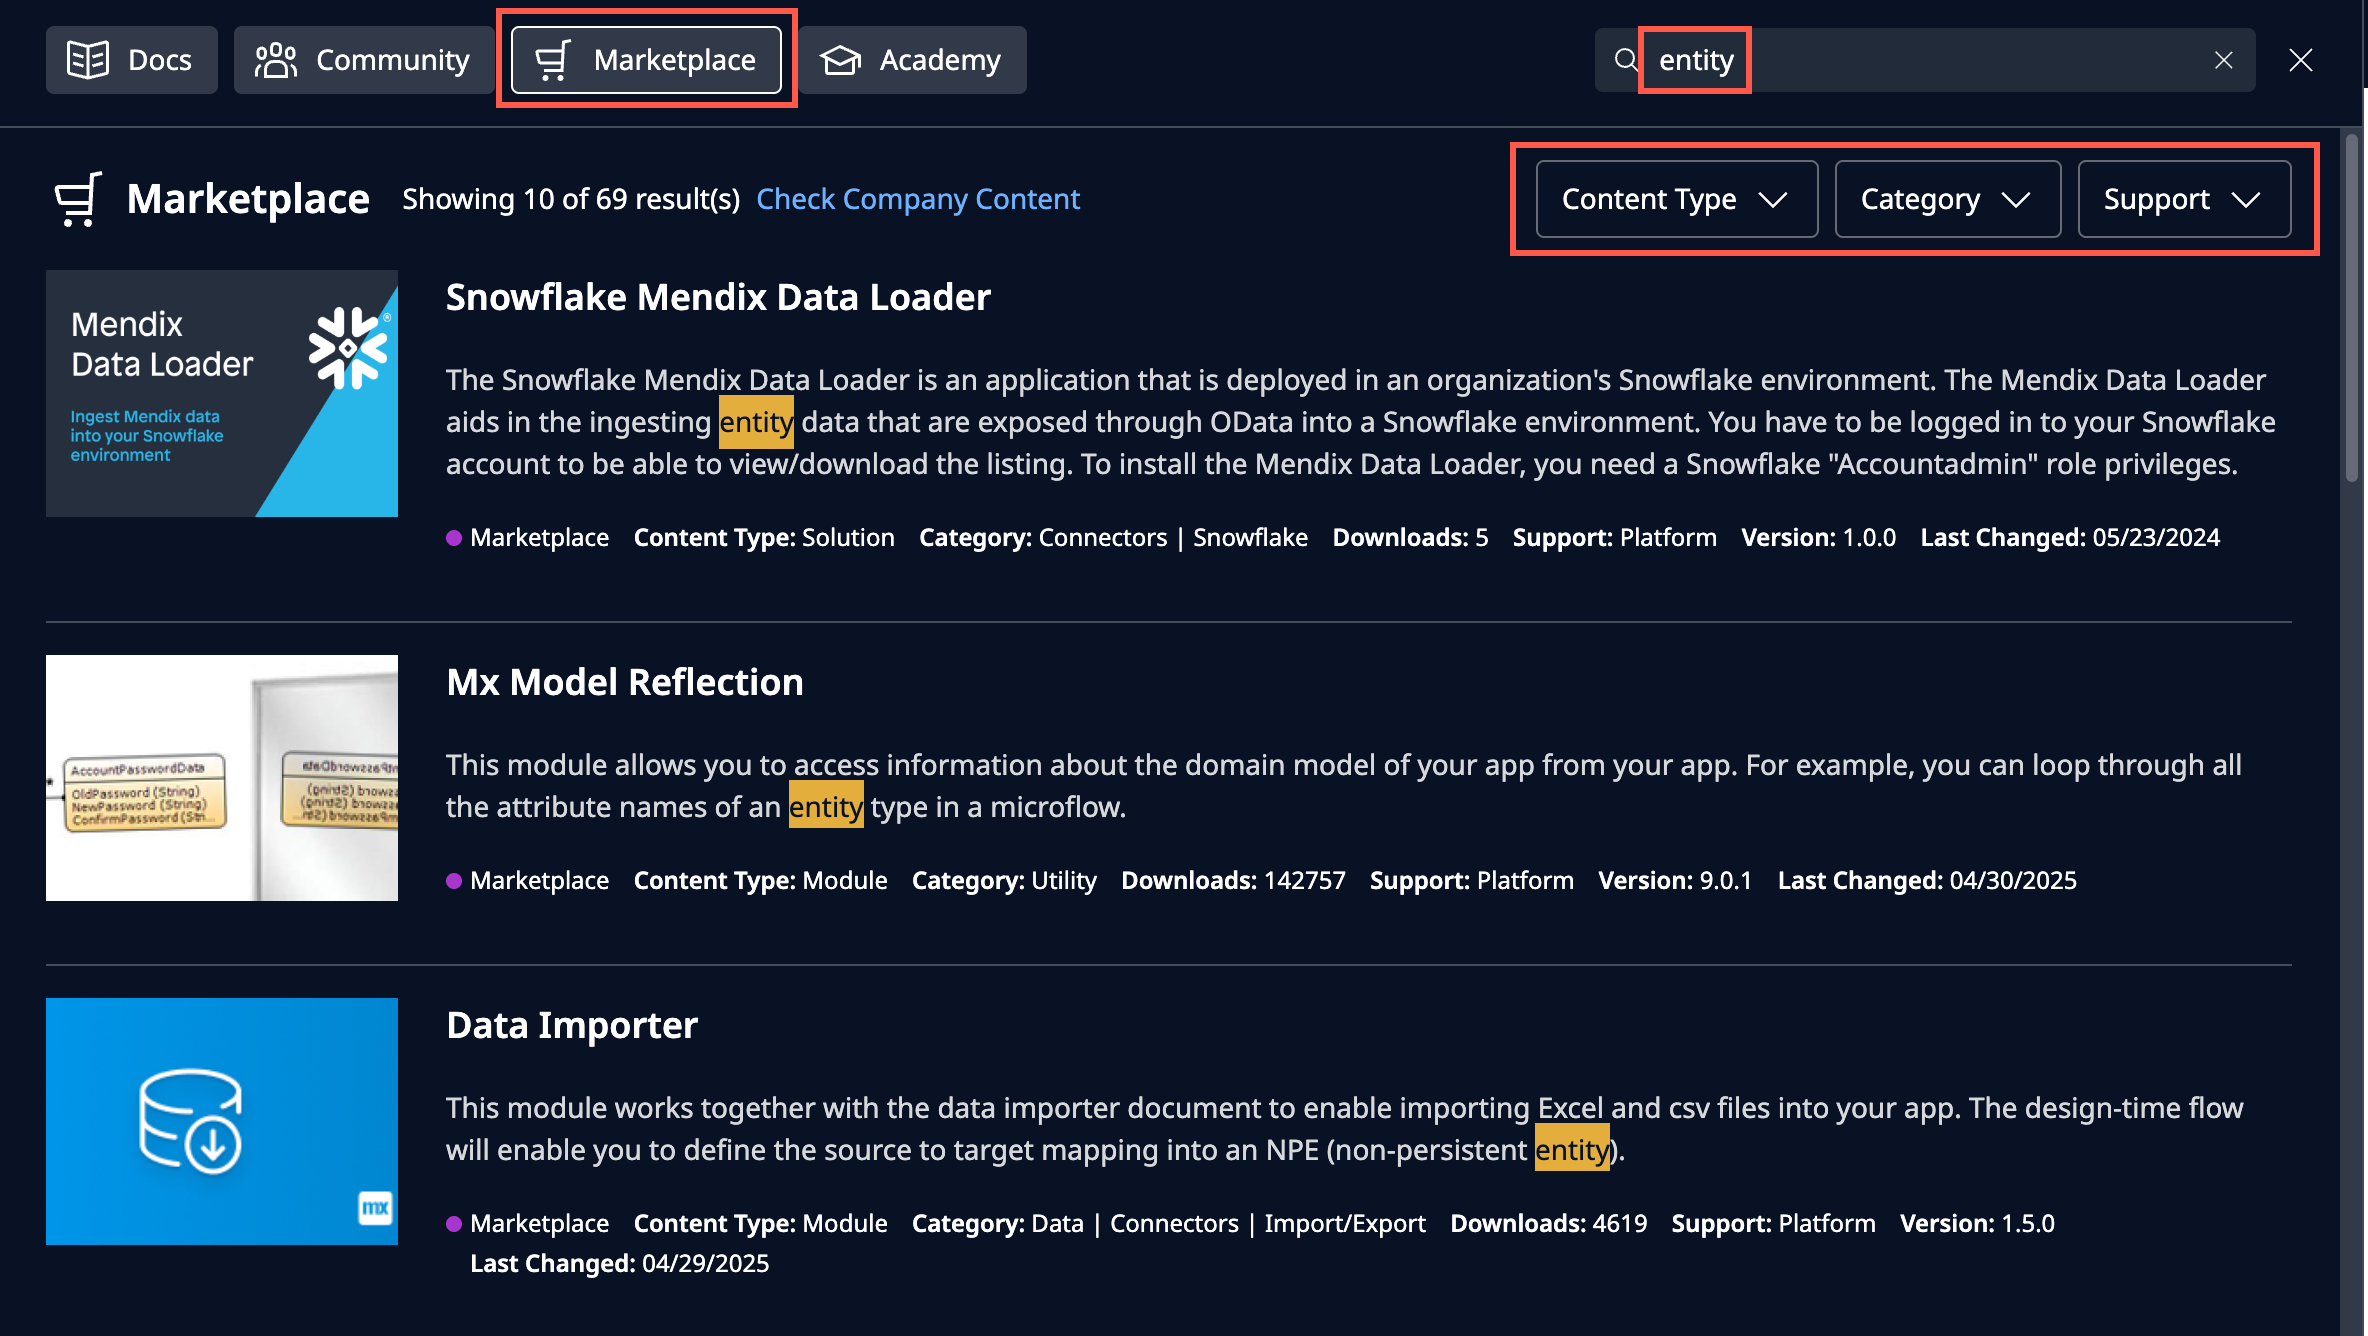 Docs
Community
Marketplace
Academy
entity
Marketplace
Showing 10 of 69 result(s)
Check Company Content
Content Type
Category
Support
Mendix
Data Loader
Ingest Mendix data
into your Snowflake
environment
Snowflake Mendix Data Loader
The Snowflake Mendix Data Loader is an application that is deployed in an organization's Snowflake environment. The Mendix Data Loader
aids in the ingesting entity data that are exposed through OData into a Snowflake environment. You have to be logged in to your Snowflake
account to be able to view/download the listing. To install the Mendix Data Loader, you need a Snowflake "Accountadmin" role privileges.
Marketplace Content Type: Solution Category: Connectors | Snowflake Downloads: 5 Support: Platform Version: 1.0.0 Last Changed: 05/23/2024
AccountPasswordData
OldPassword (String)
NewPassword (String)
ConfirmPassword (Stri...
Mx Model Reflection
This module allows you to access information about the domain model of your app from your app. For example, you can loop through all
the attribute names of an entity type in a microflow.
Marketplace Content Type: Module Category: Utility Downloads: 142757 Support: Platform Version: 9.0.1 Last Changed: 04/30/2025
mx
Data Importer
This module works together with the data importer document to enable importing Excel and csv files into your app. The design-time flow
will enable you to define the source to target mapping into an NPE (non-persistent entity).
Marketplace Content Type: Module Category: Data | Connectors | Import/Export Downloads: 4619 Support: Platform Version: 1.5.0
Last Changed: 04/29/2025